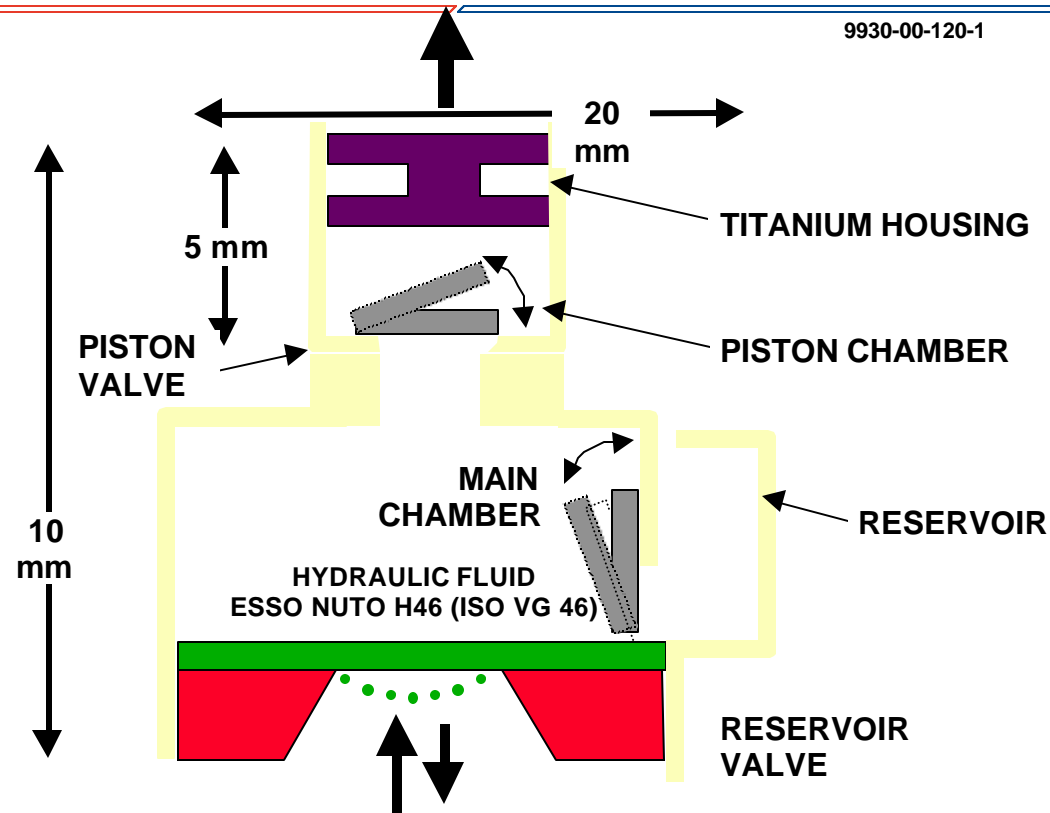 9930-00-120-1
20
mm
TITANIUM HOUSING
5 mm
PISTON
VALVE
PISTON CHAMBER
MAIN
CHAMBER
RESERVOIR
10
mm
HYDRAULIC FLUID
ESSO NUTO H46 (ISO VG 46)
RESERVOIR
VALVE